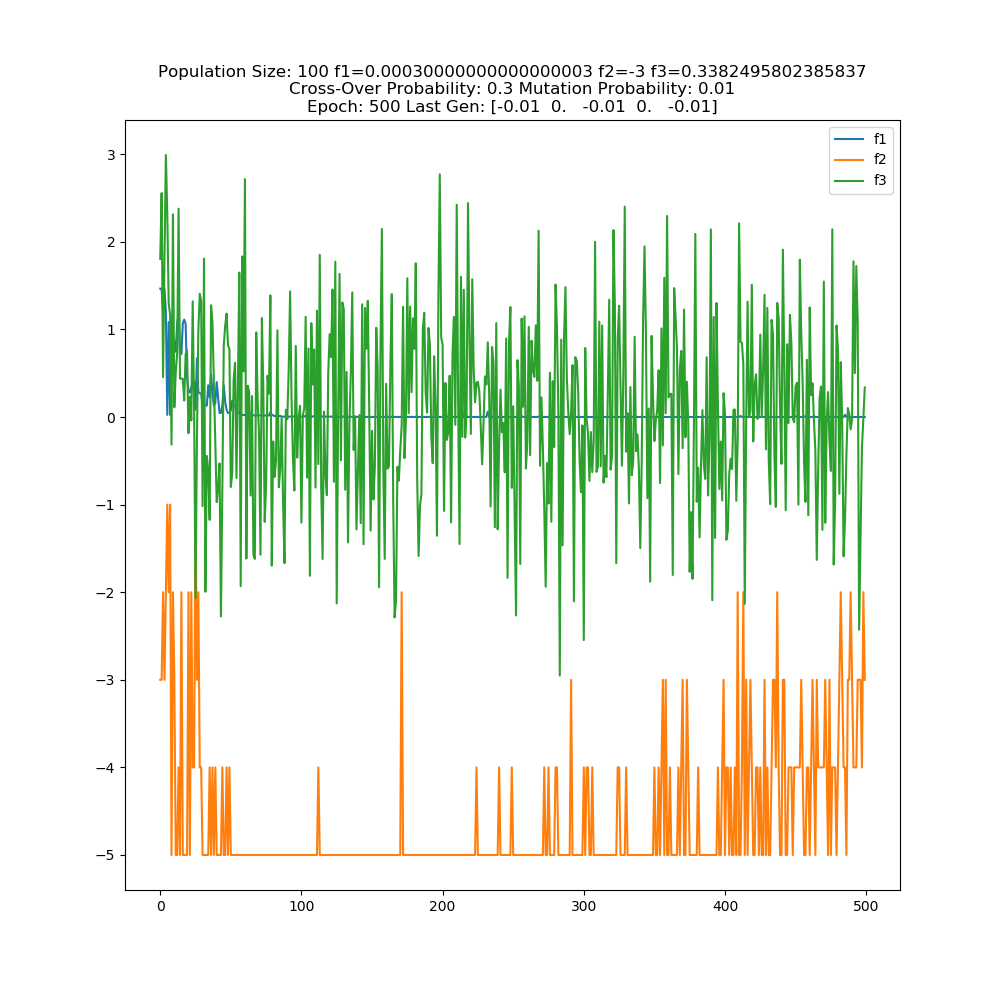 Population Size: 100 f1=0.00030000000000000003 f2=-3 f3=0.3382495802385837
Cross-Over Probability: 0.3 Mutation Probability: 0.01
Epoch: 500 Last Gen: [-0.01  0.   -0.01  0.   -0.01]
f1
f2
f3
3
2
1
0
−1
−2
−3
−4
−5
0
100
200
300
400
500